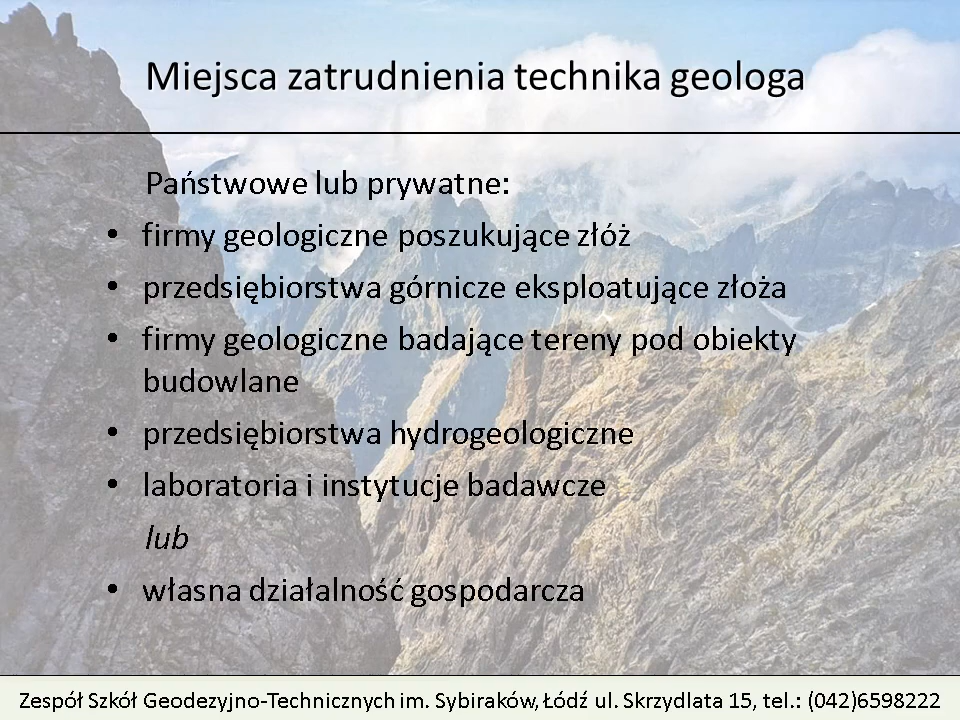 Miejsca zatrudnienia technika geologa
Państwowe lub prywatne:
• firmy geologiczne poszukujące złóż
• przedsiębiorstwa górnicze eksploatujące złoża
• firmy geologiczne badające tereny pod obiekty
budowlane
• przedsiębiorstwa hydrogeologiczne
• laboratoria i instytucje badawcze
lub
• własna działalność gospodarcza
Zespół Szkół Geodezyjno-Technicznych im. Sybiraków, Łódź ul. Skrzydlata 15, tel.: (042)6598222